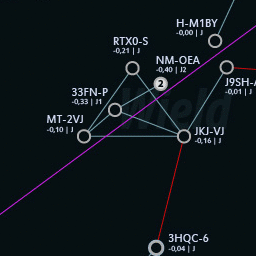 H-M1BY
-0,00 | J
RTX0-S
-0,21 | J
NM-OEA
-0,40 | J2
2
J9SH-A
-0,01 | J
33FN-P
-0,33 | J1
MT-2VJ
-0,10 | J
JKJ-VJ
-0,16 | J
3HQC-6
-0,04 | J